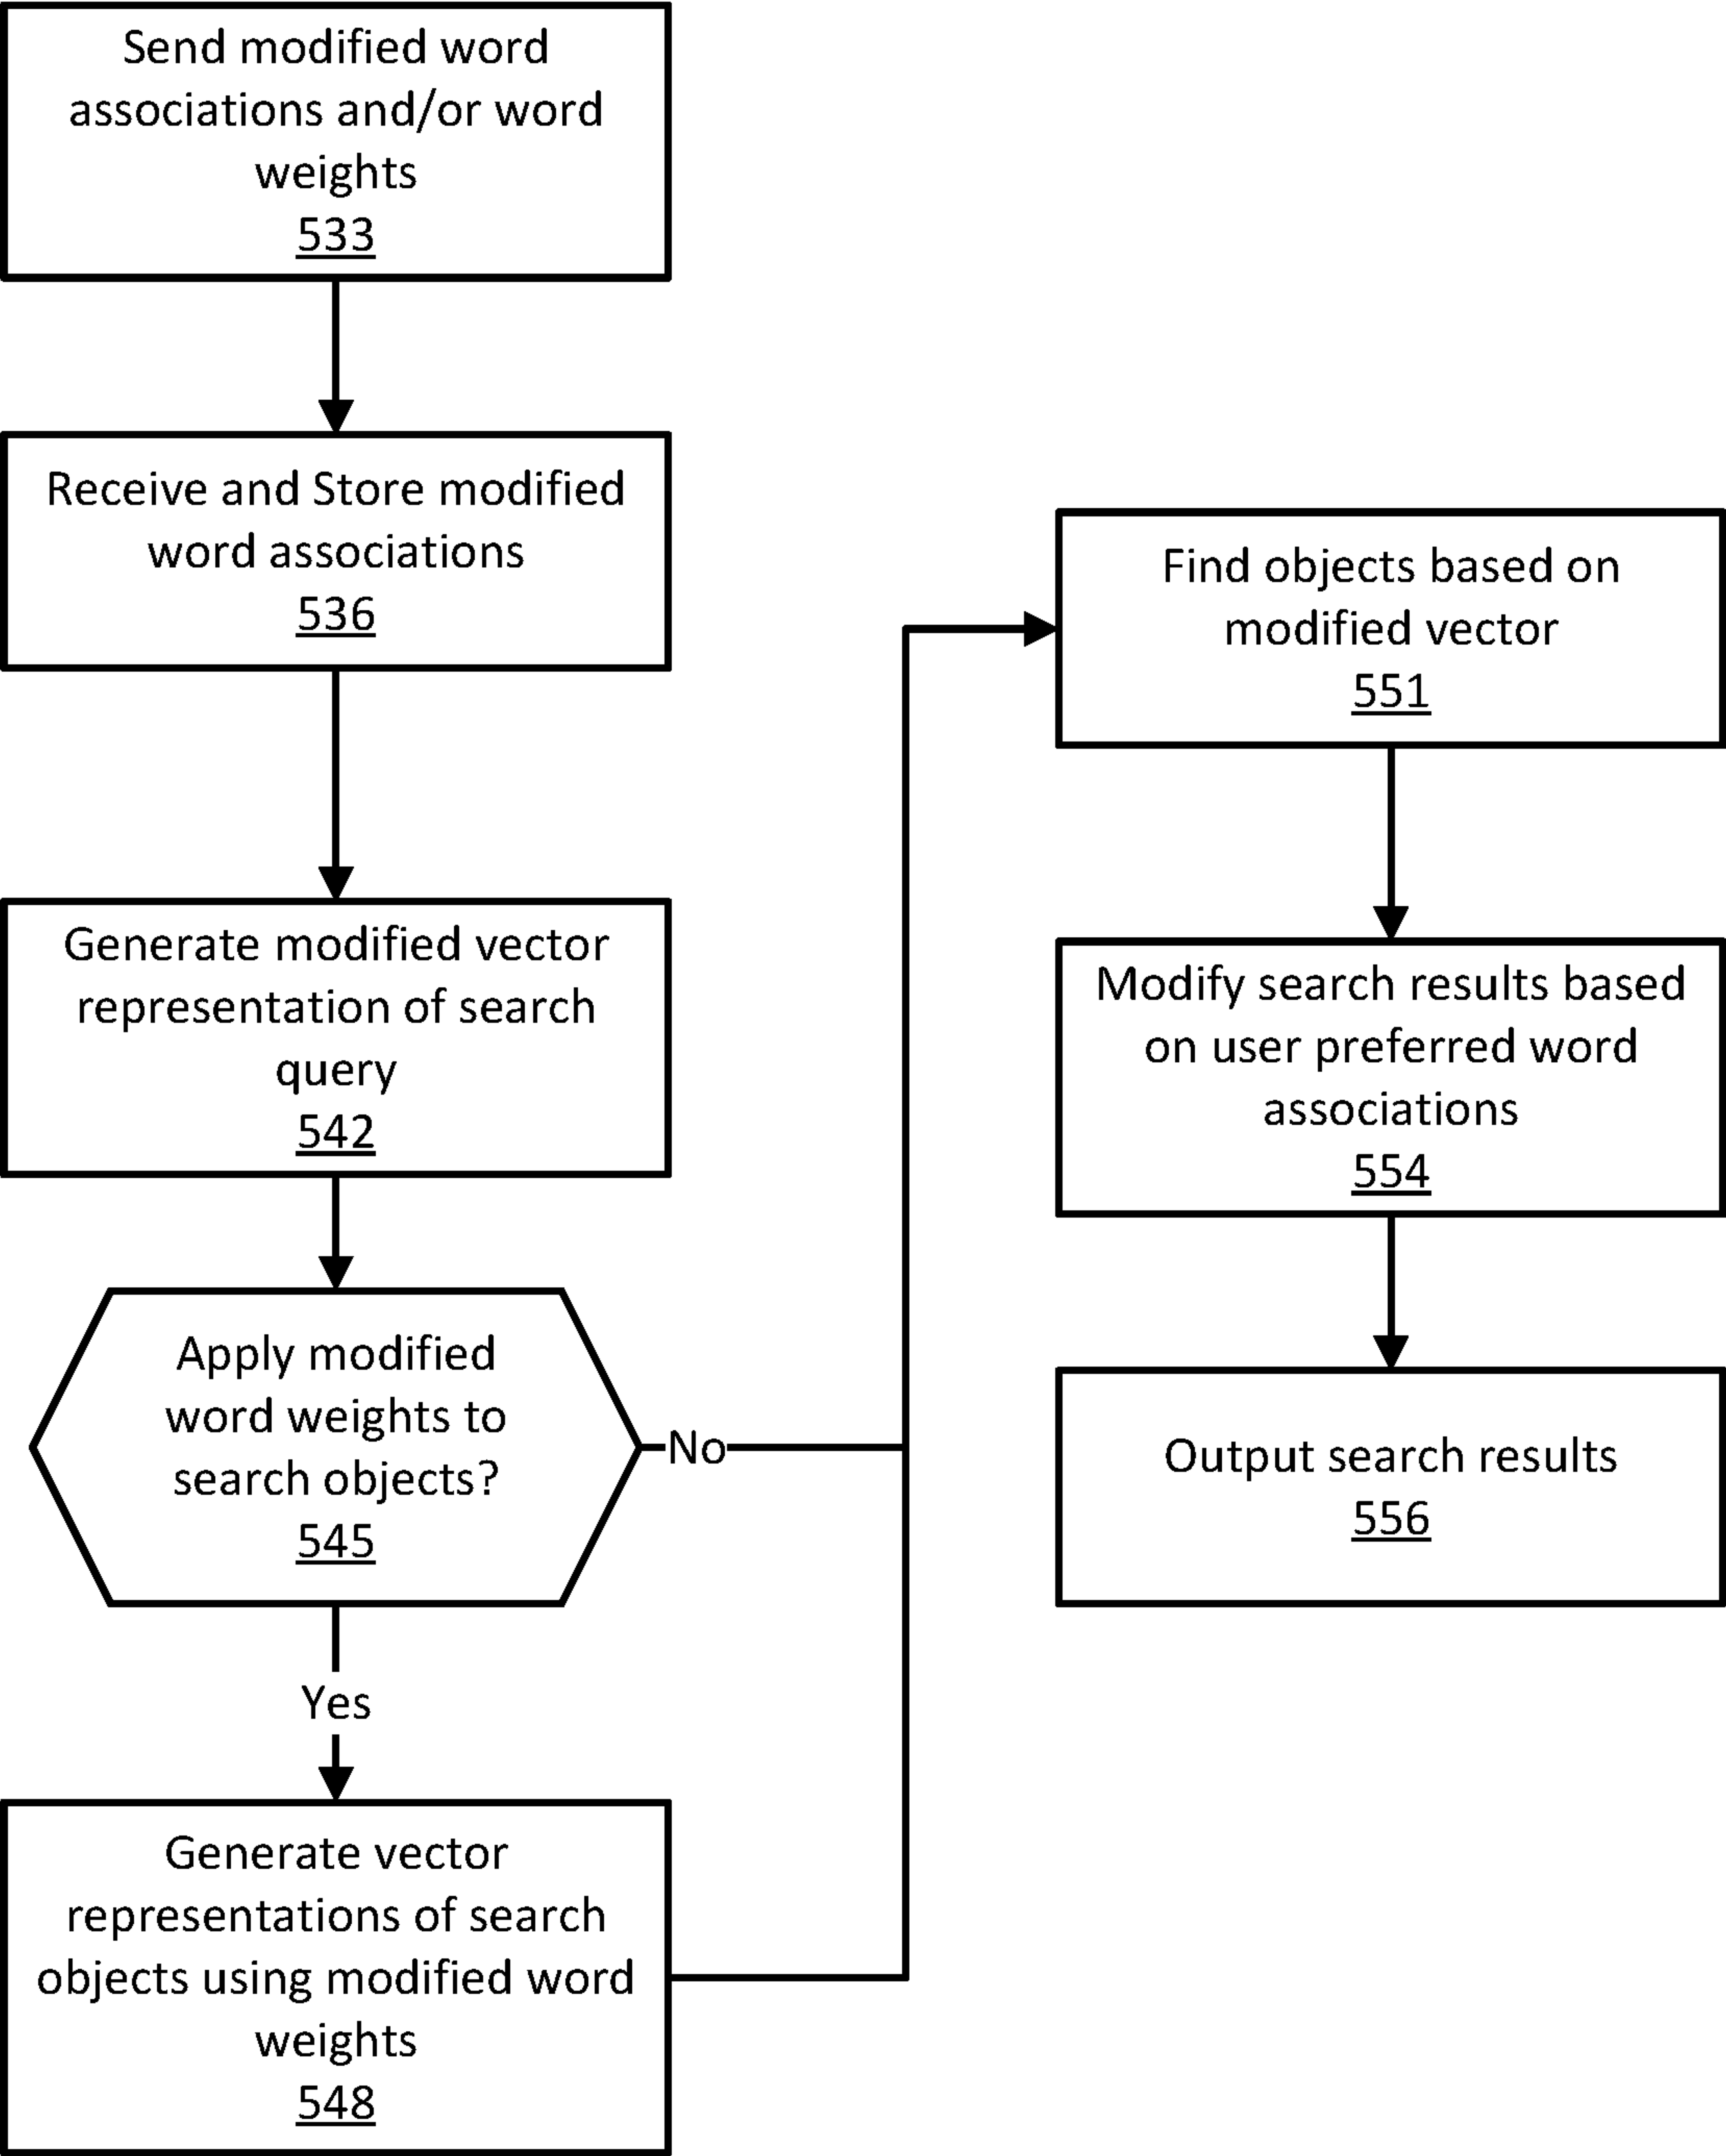 Send modified word
associations and/or word
weights
533
Receive and Store modified
word associations
536
Generate modified vector
representation of search
query
542
Apply modified
word weights to
search objects?
545
No
Yes
Generate vector
representations of search
objects using modified word
weights
548
Find objects based on
modified vector
551
Modify search results based
on user preferred word
associations
554
Output search results
556